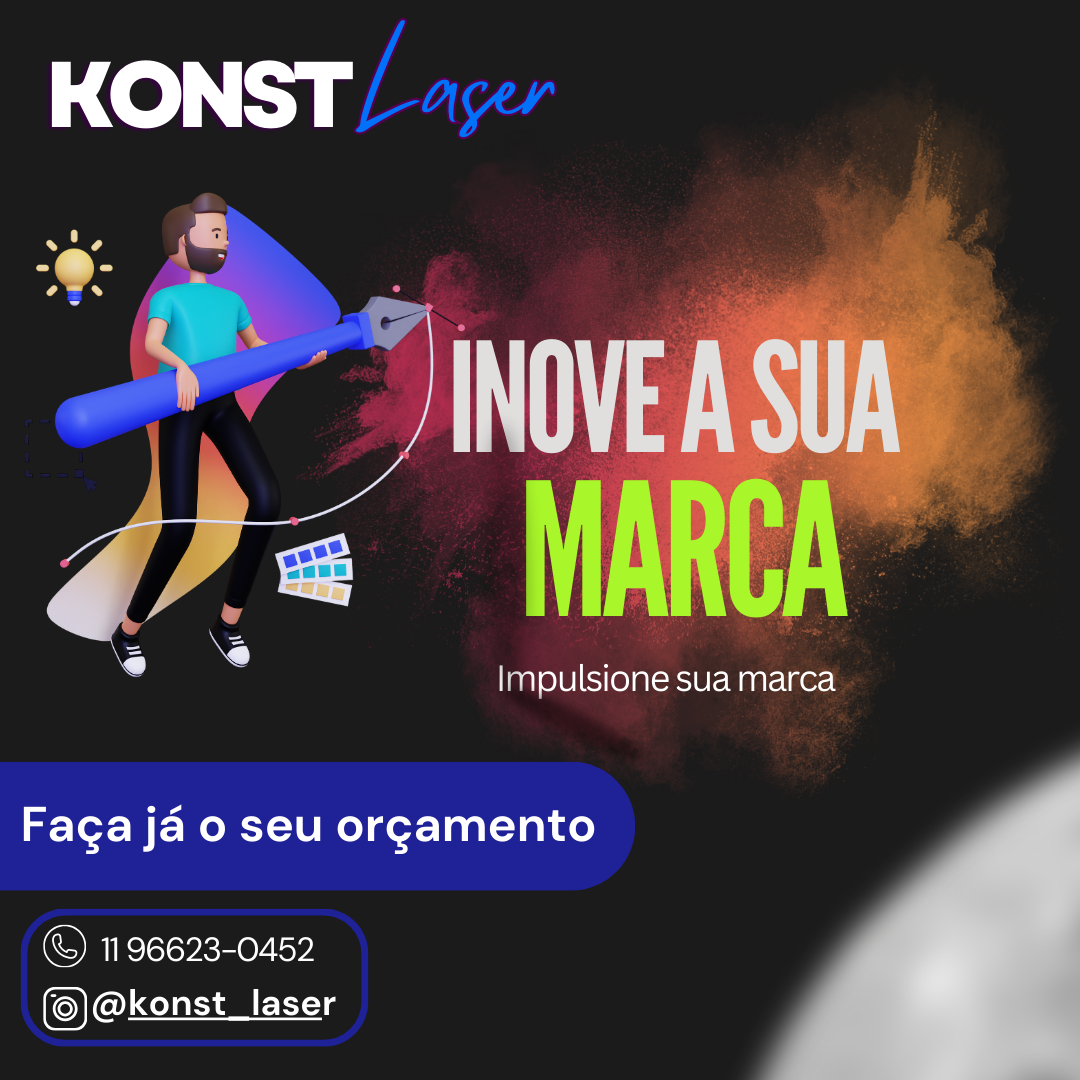 KONST Laser
INOVE A SUA
MARCA
Impulsione sua marca
Faça já o seu orçamento
11 96623-0452
@konst_laser